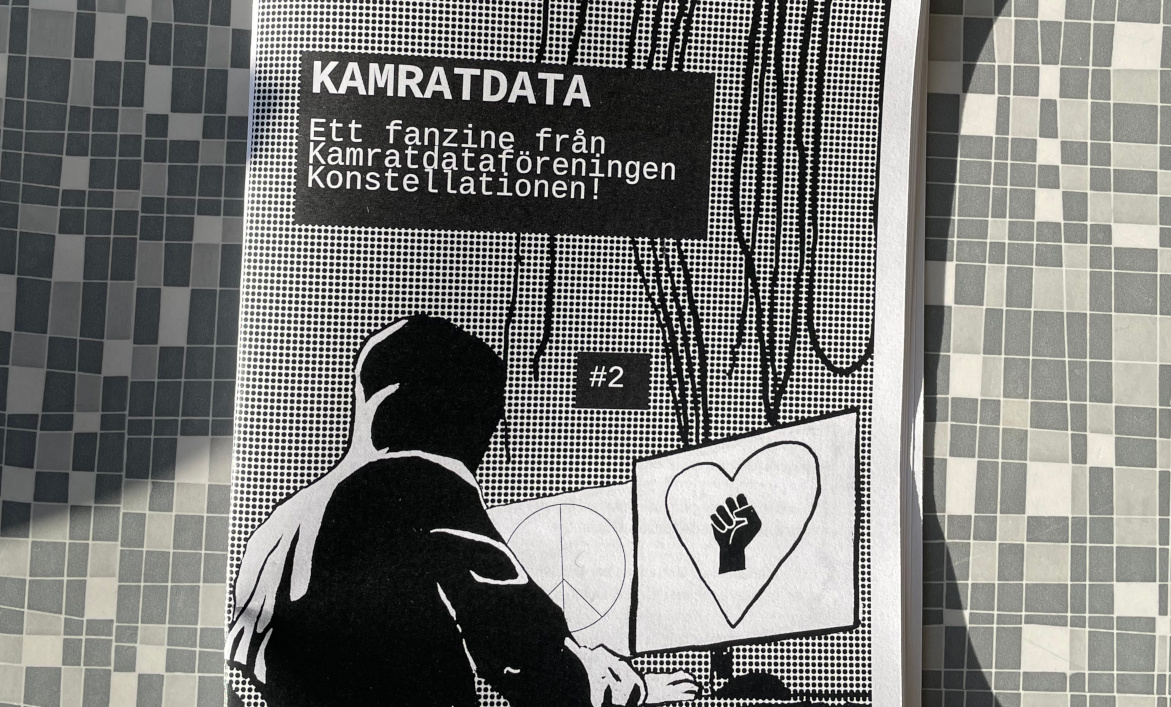 KAMRATDATA
Ett fanzine från
Kamratdataföreningen
Konstellationen!
#2